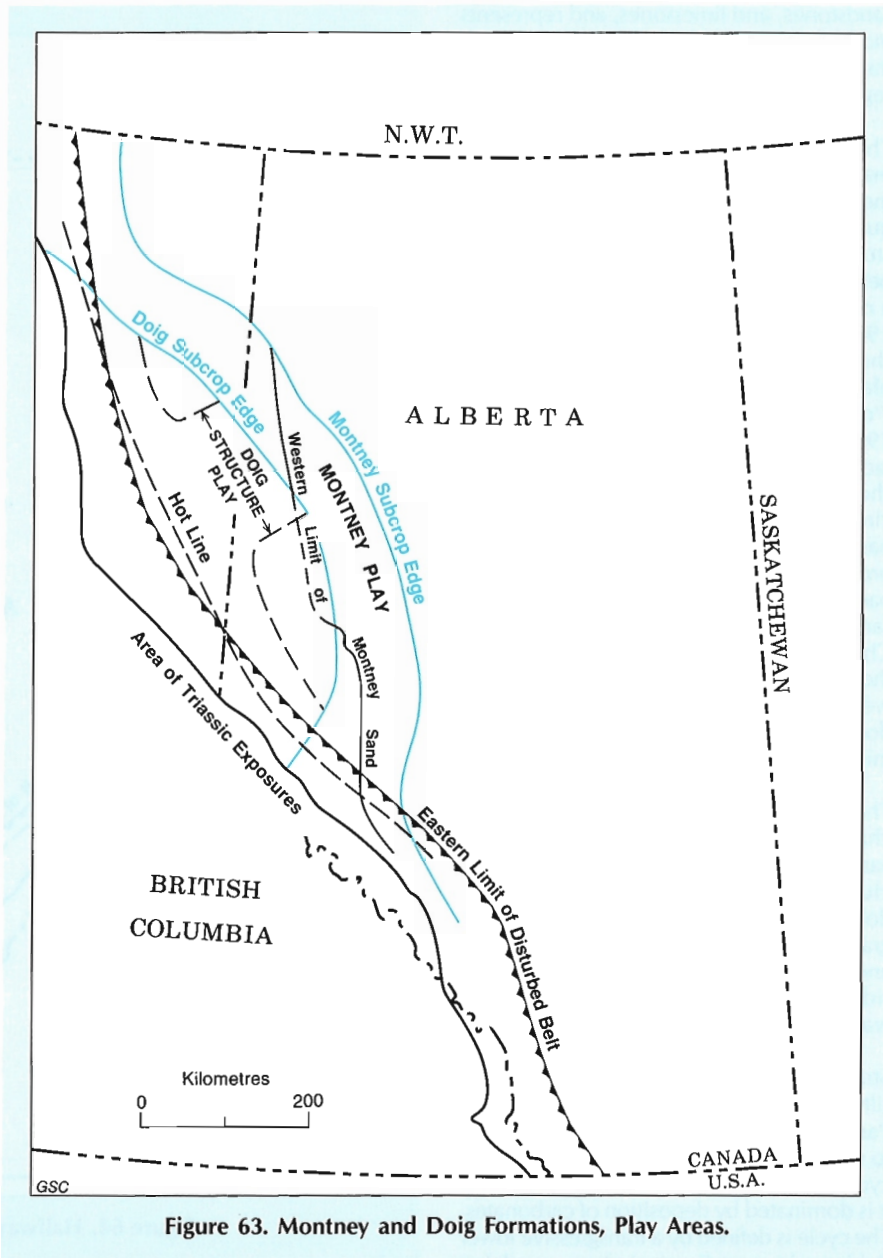 N.W.T.
Doig Subcrop Edge
ALBERTA
Montney Subcrop Edge
DOIG
STRUCTURE
PLAY
Western
Limit of
Montney
Sand
MONTNEY PLAY
Hot Line
SASKATCHEWAN
Area of Triassic Exposures
Eastern Limit of Disturbed Belt
BRITISH
COLUMBIA
Kilometres
0 200
CANADA
U.S.A.
GSC
Figure 63. Montney and Doig Formations, Play Areas.